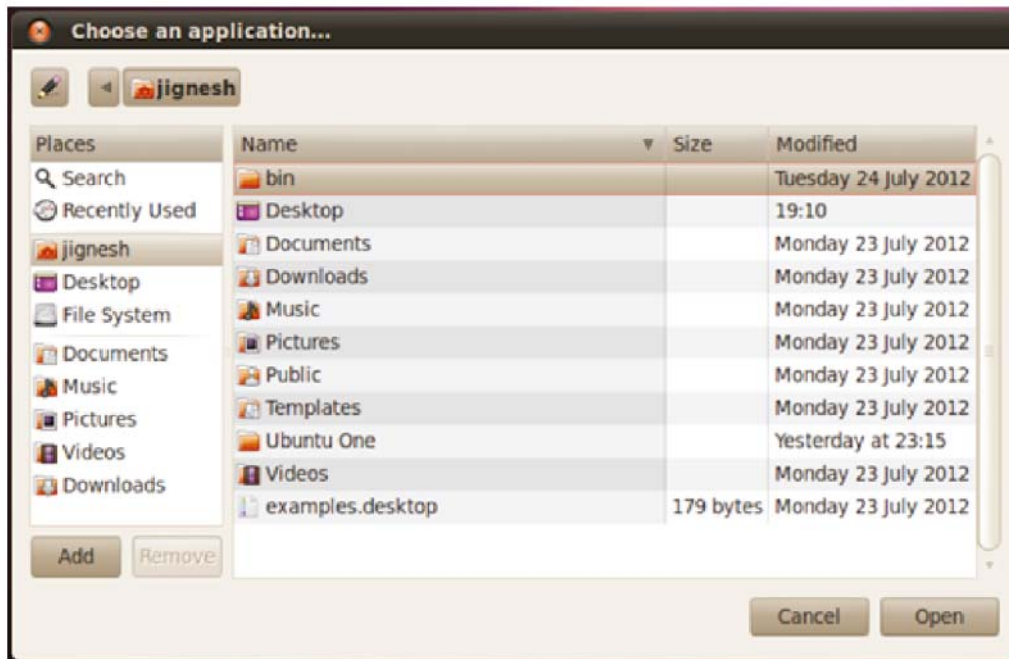 Choose an application...
jignesh
Places
Name Size Modified
Search
bin Tuesday 24 July 2012
Recently Used
Desktop 19:10
jignesh
Documents Monday 23 July 2012
Desktop
Downloads Monday 23 July 2012
File System
Music Monday 23 July 2012
Documents
Pictures Monday 23 July 2012
Music
Public Monday 23 July 2012
Pictures
Templates Monday 23 July 2012
Videos
Ubuntu One Yesterday at 23:15
Downloads
Videos Monday 23 July 2012
examples.desktop 179 bytes Monday 23 July 2012
Add Remove
Cancel Open